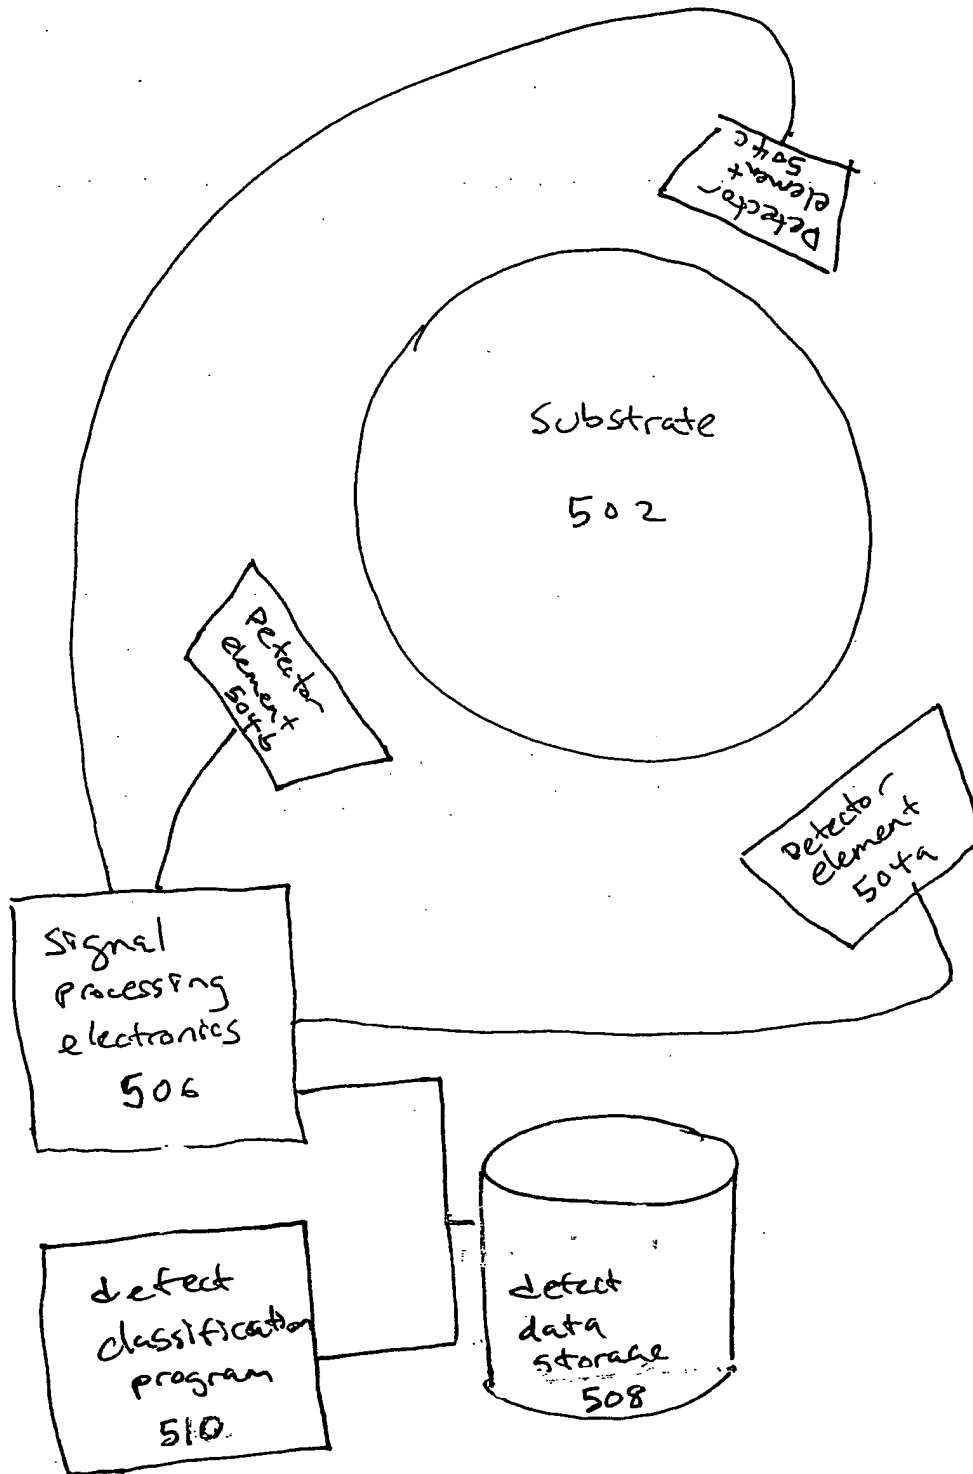 Detector
element
504c
Substrate
502
Detector
element
504b
Detector
element
504a
signal
processing
electronics
506
defect
classification
program
510
defect
data
storage
508